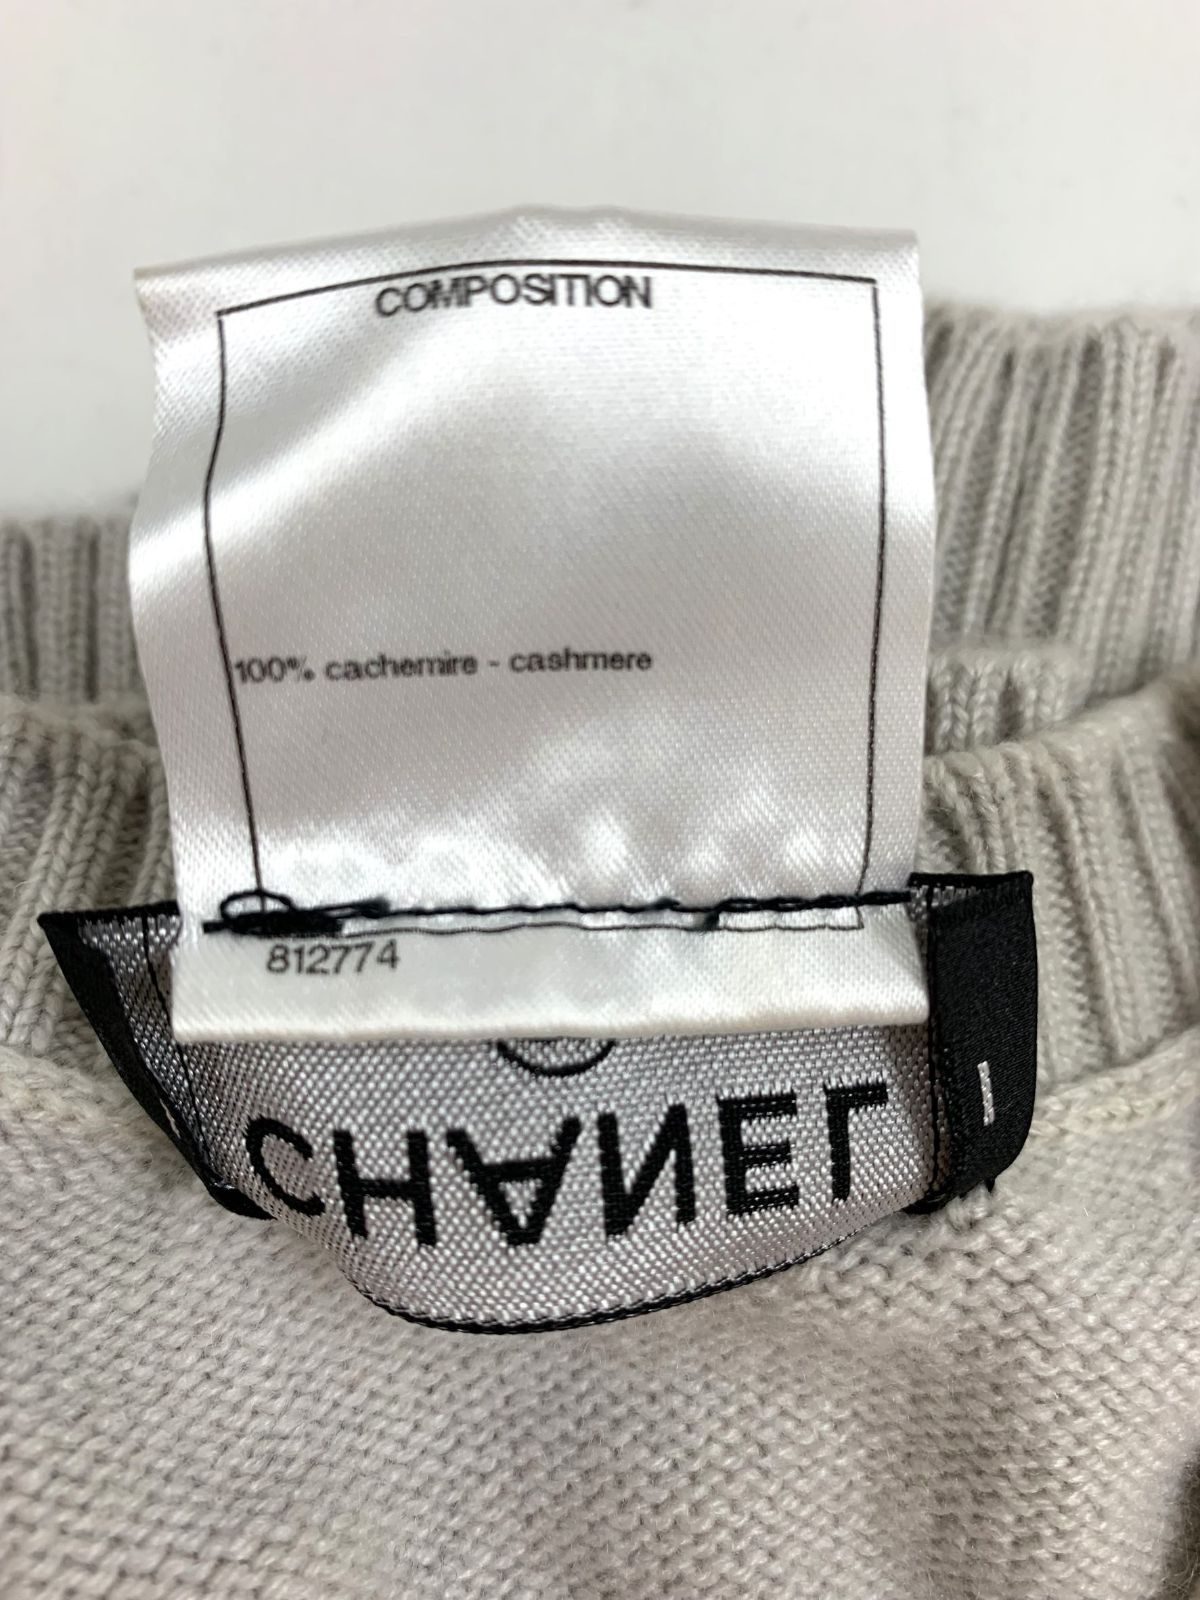 COMPOSITION
100% cachemire - cashmere
812774
CHANEL